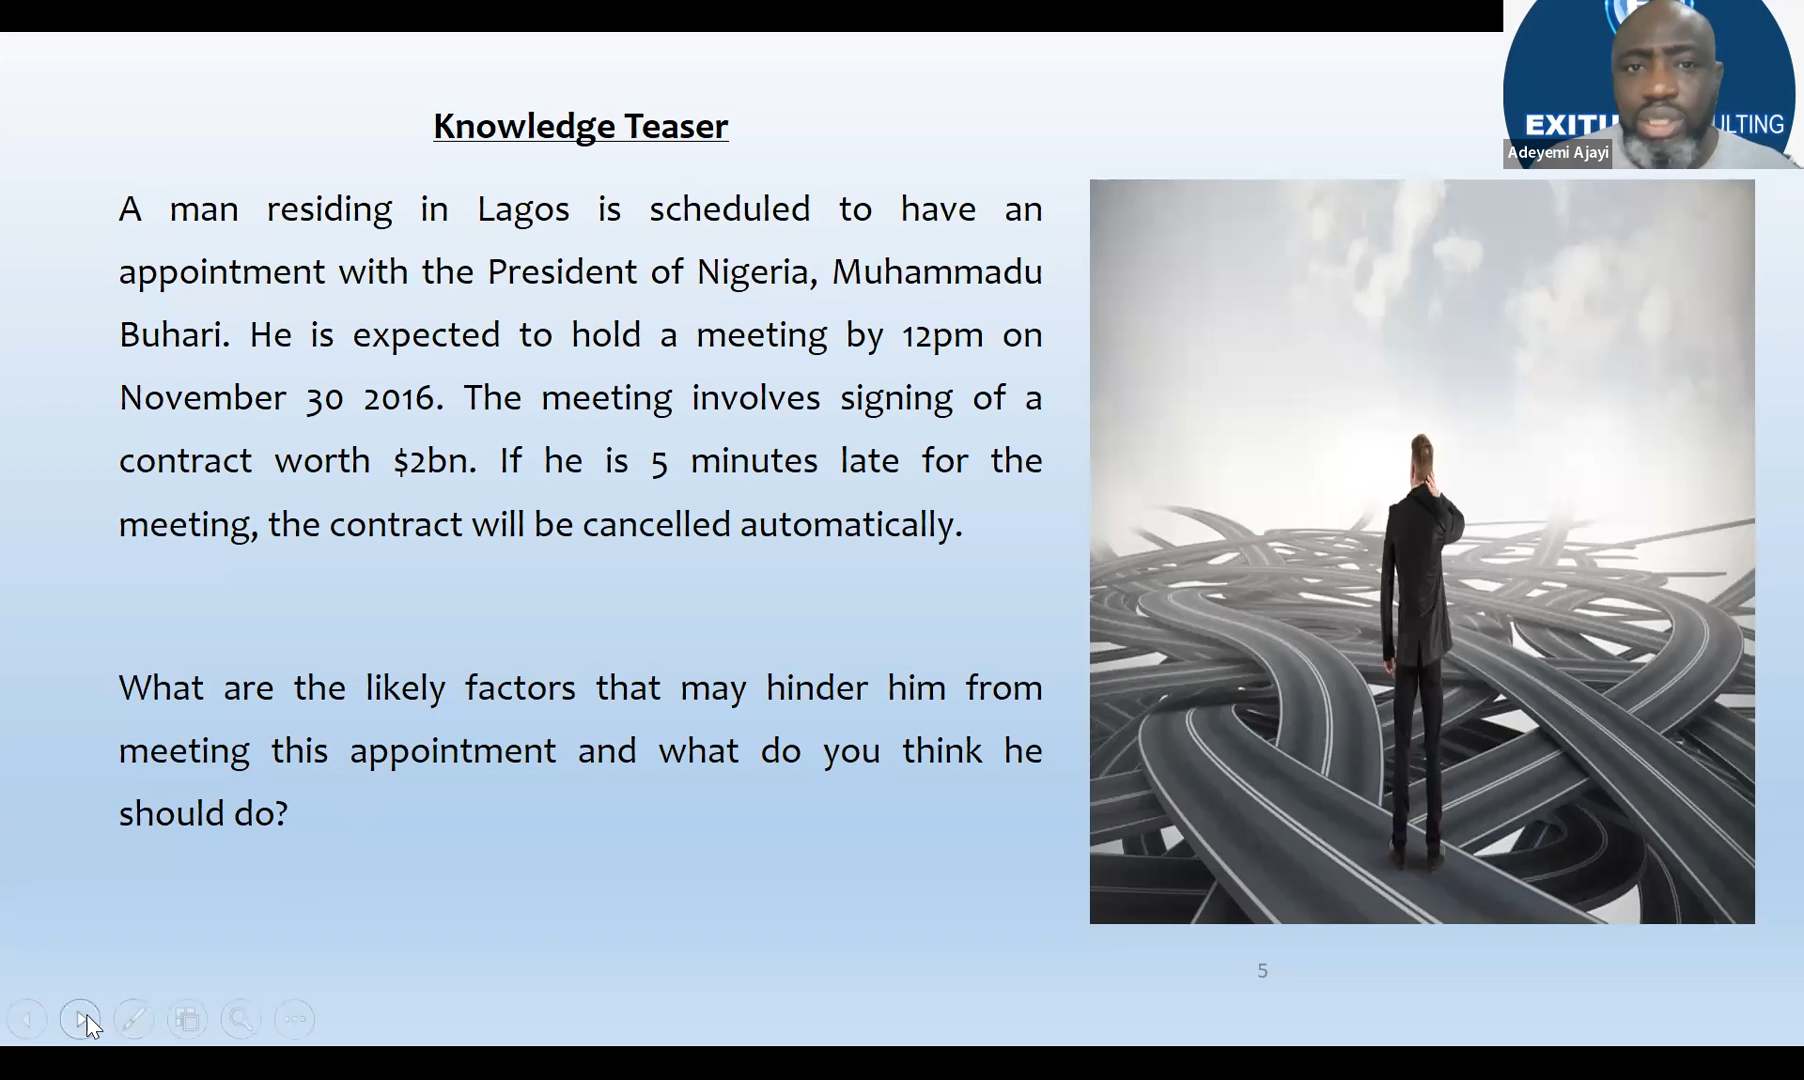 Knowledge Teaser
A man residing in Lagos is scheduled to have an
appointment with the President of Nigeria, Muhammadu
Buhari. He is expected to hold a meeting by 12pm on
November 30 2016. The meeting involves signing of a
contract worth $2bn. If he is 5 minutes late for the
meeting, the contract will be cancelled automatically.
What are the likely factors that may hinder him from
meeting this appointment and what do you think he
should do?
EXITU ULTING
Adeyemi Ajayi
5